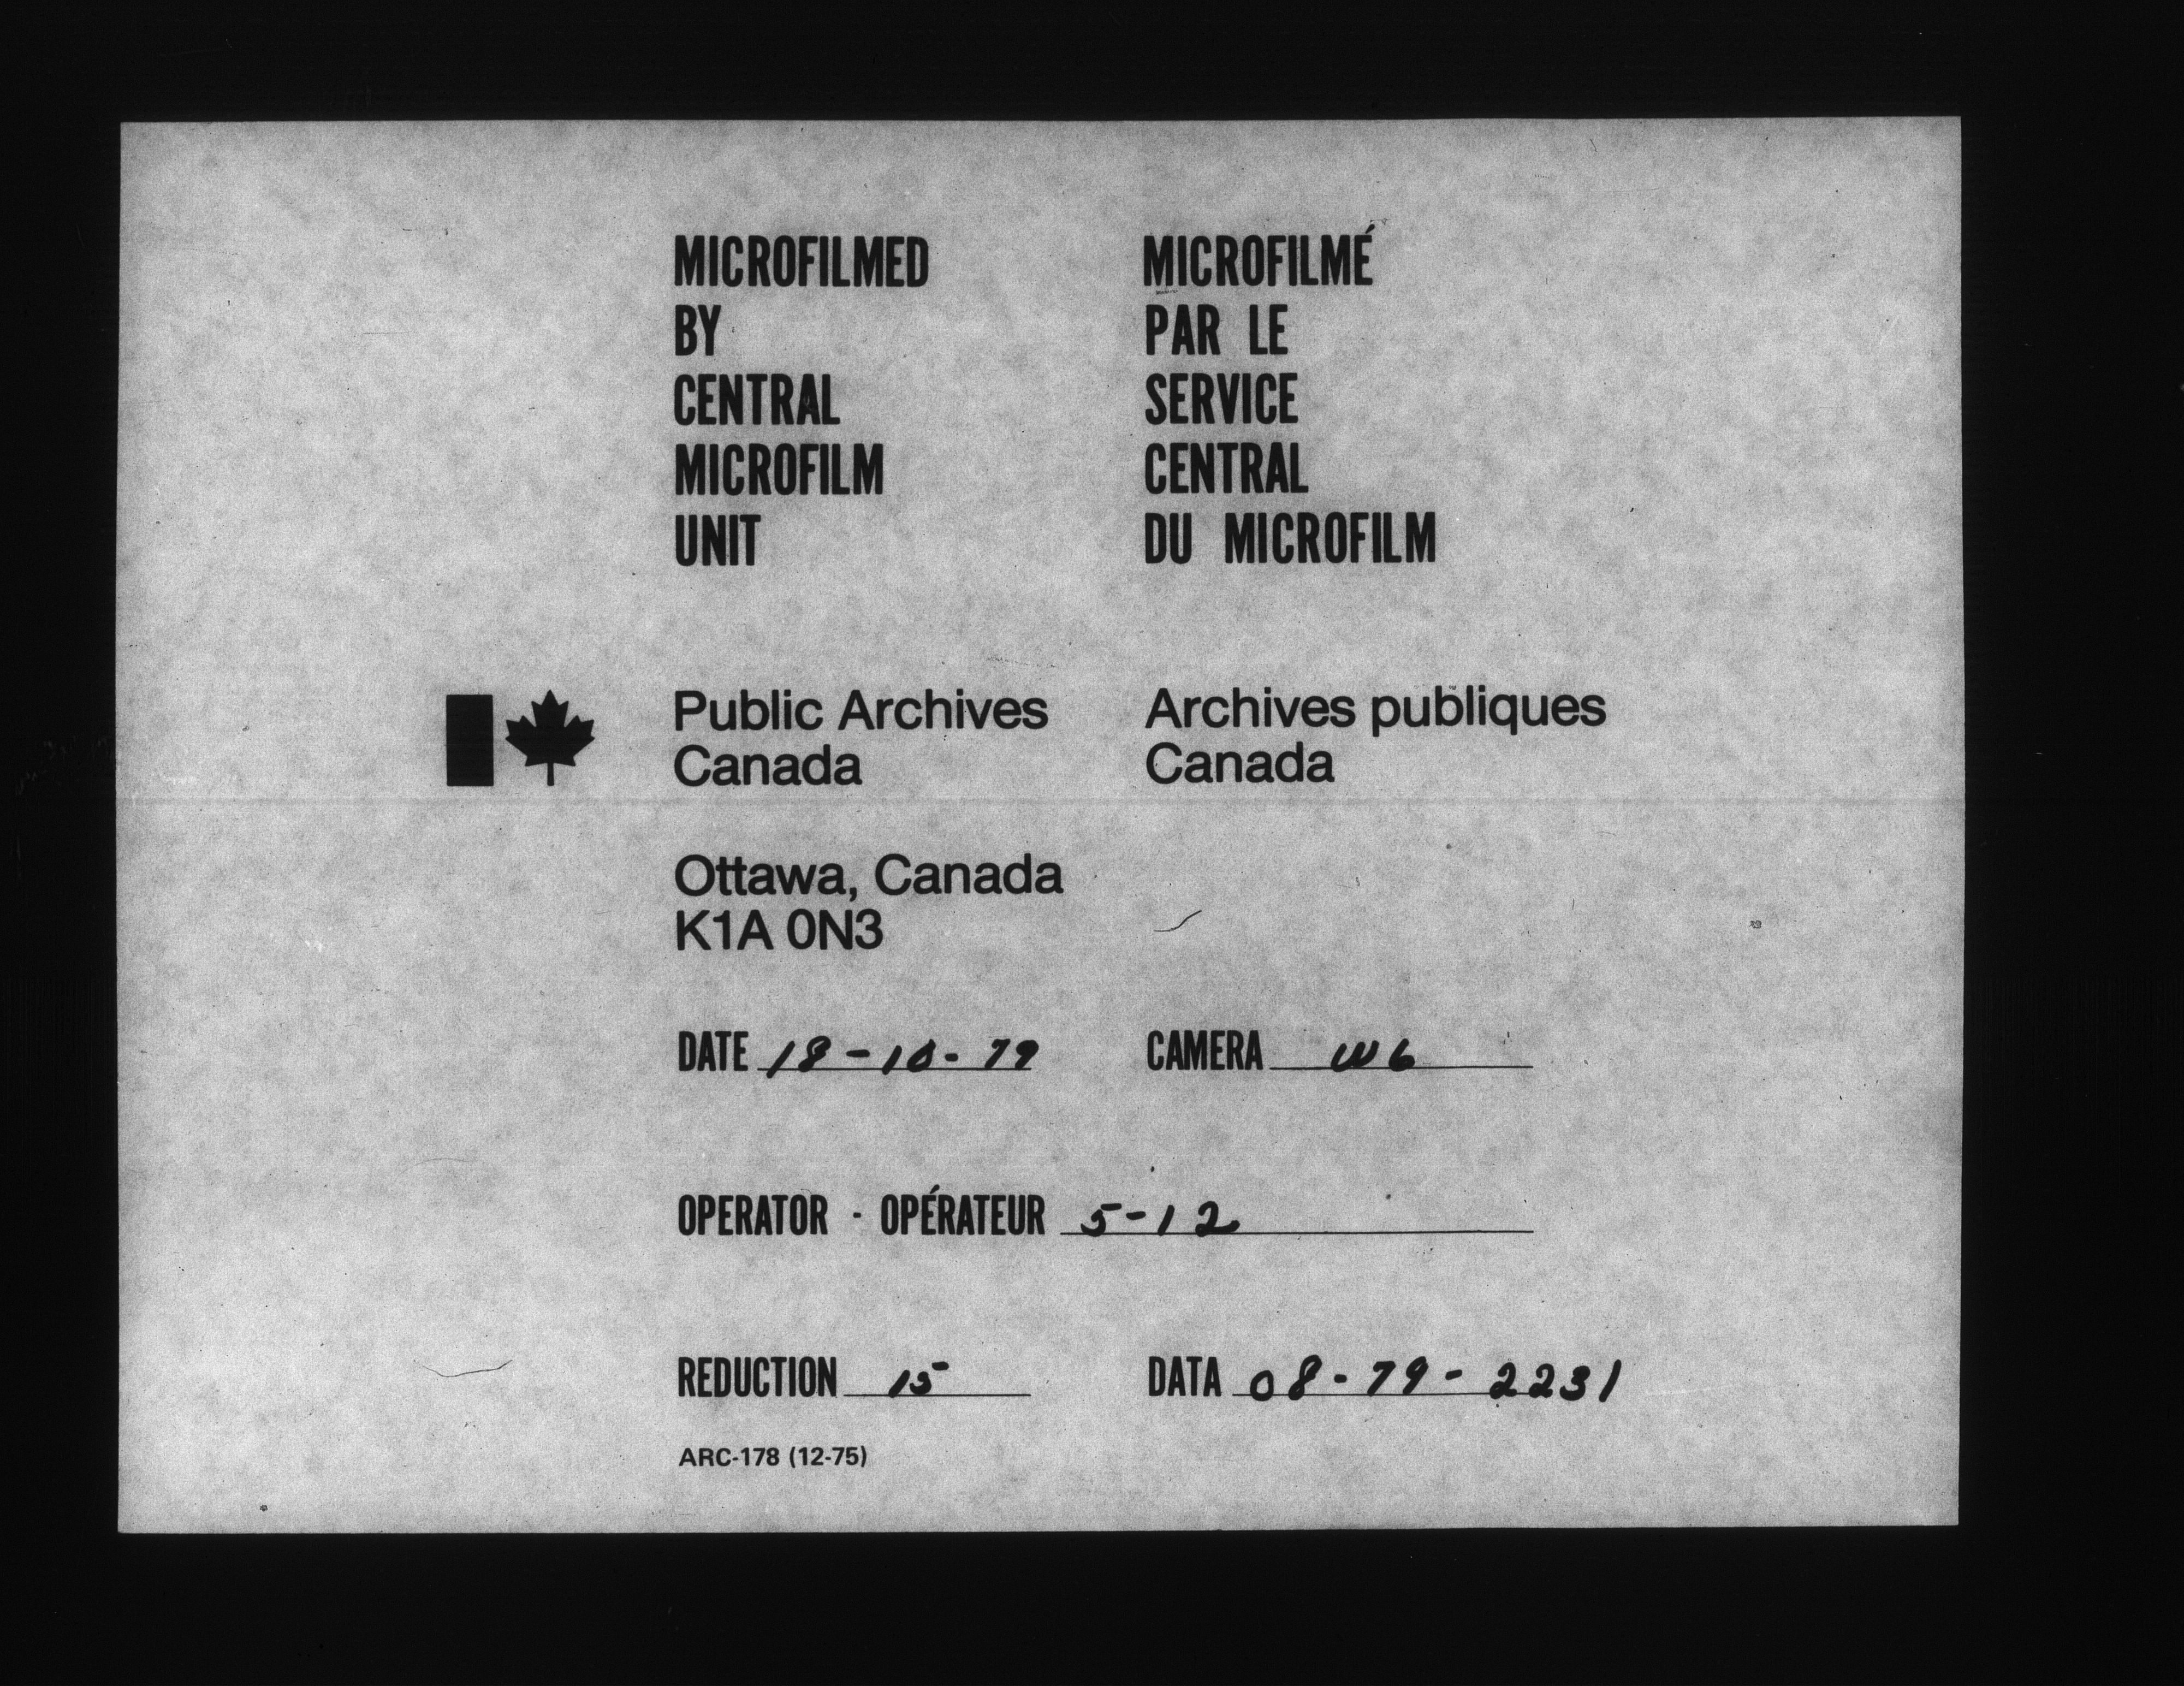 MICROFILMED
BY
CENTRAL
MICROFILM
UNIT
MICROFILMÉ
PAR LE
SERVICE
CENTRAL
DU MICROFILM
Public Archives
Canada
Archives publiques
Canada
Ottawa, Canada
K1A 0N3
DATE 18-10-79
CAMERA W6
OPERATOR - OPÉRATEUR 5-12
REDUCTION 15
DATA 08-79-2231
ARC-178 (12-75)